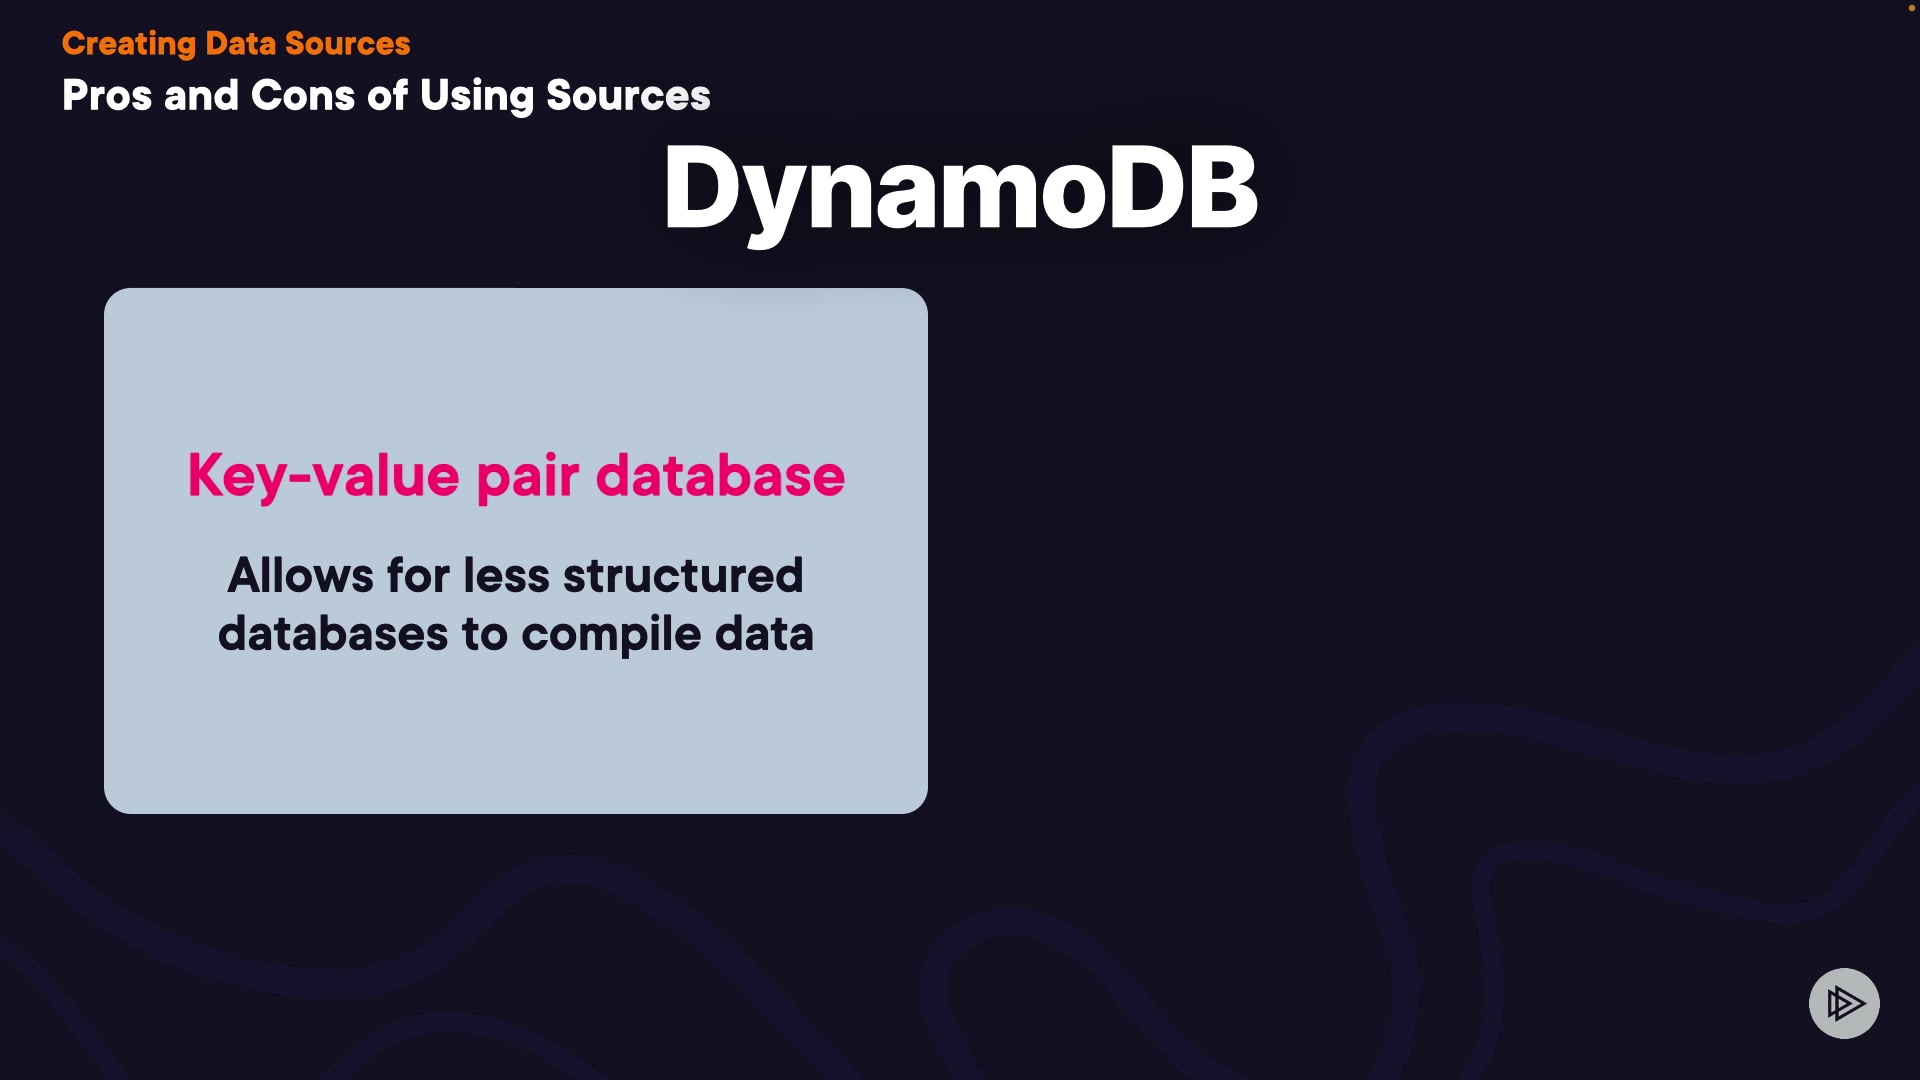 Creating Data Sources
Pros and Cons of Using Sources
DynamoDB
Key-value pair database
Allows for less structured
databases to compile data